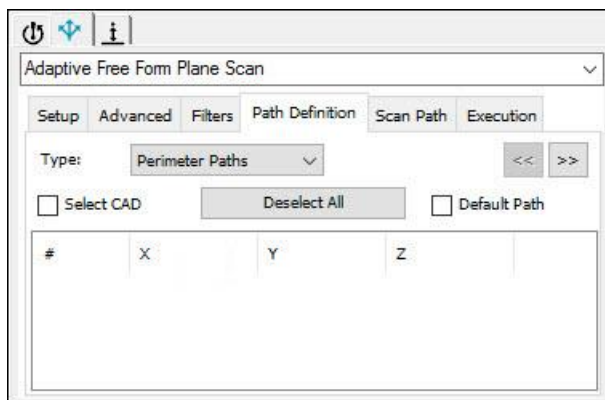 Adaptive Free Form Plane Scan
Setup Advanced Filters Path Definition Scan Path Execution
Type: Perimeter Paths << >>
Select CAD Deselect All Default Path
# X Y Z